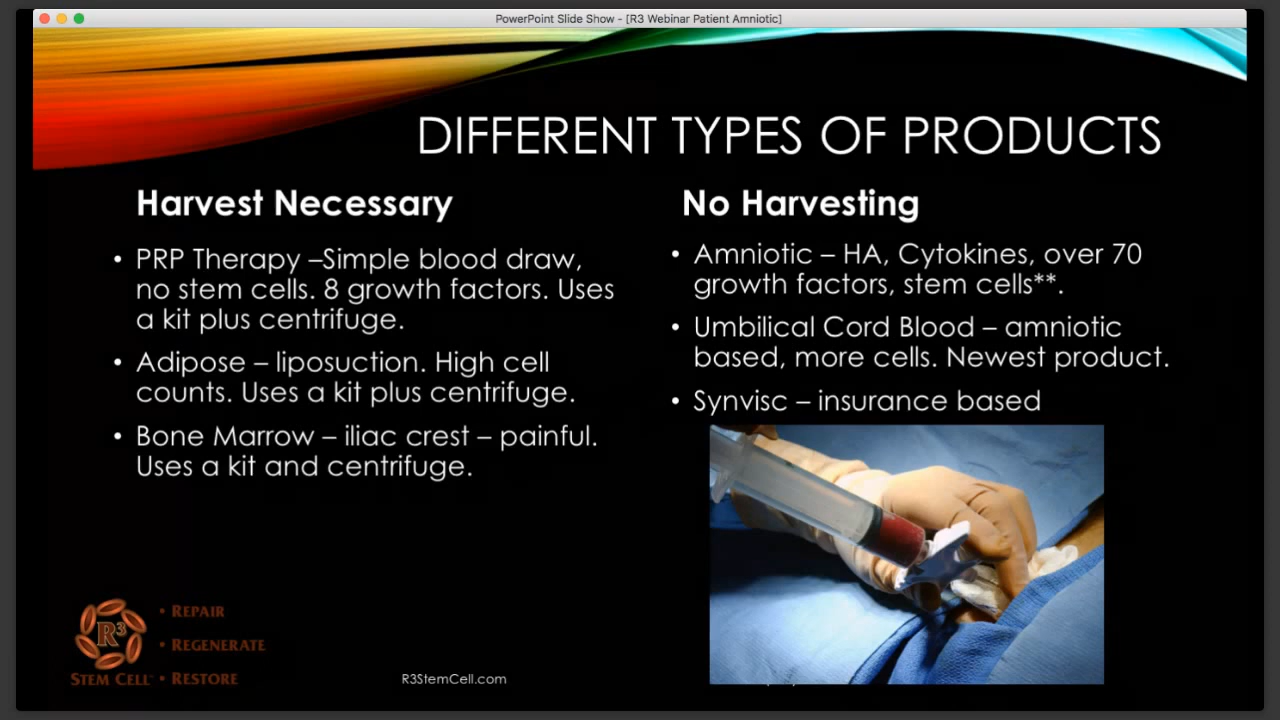 PowerPoint Slide Show - [R3 Webinar Patient Amniotic]
DIFFERENT TYPES OF PRODUCTS
Harvest Necessary
• PRP Therapy –Simple blood draw,
no stem cells. 8 growth factors. Uses
a kit plus centrifuge.
• Adipose – liposuction. High cell
counts. Uses a kit plus centrifuge.
• Bone Marrow – iliac crest – painful.
Uses a kit and centrifuge.
No Harvesting
• Amniotic – HA, Cytokines, over 70
growth factors, stem cells**.
• Umbilical Cord Blood – amniotic
based, more cells. Newest product.
• Synvisc – insurance based
R3
STEM CELL
• REPAIR
• REGENERATE
• RESTORE
R3StemCell.com